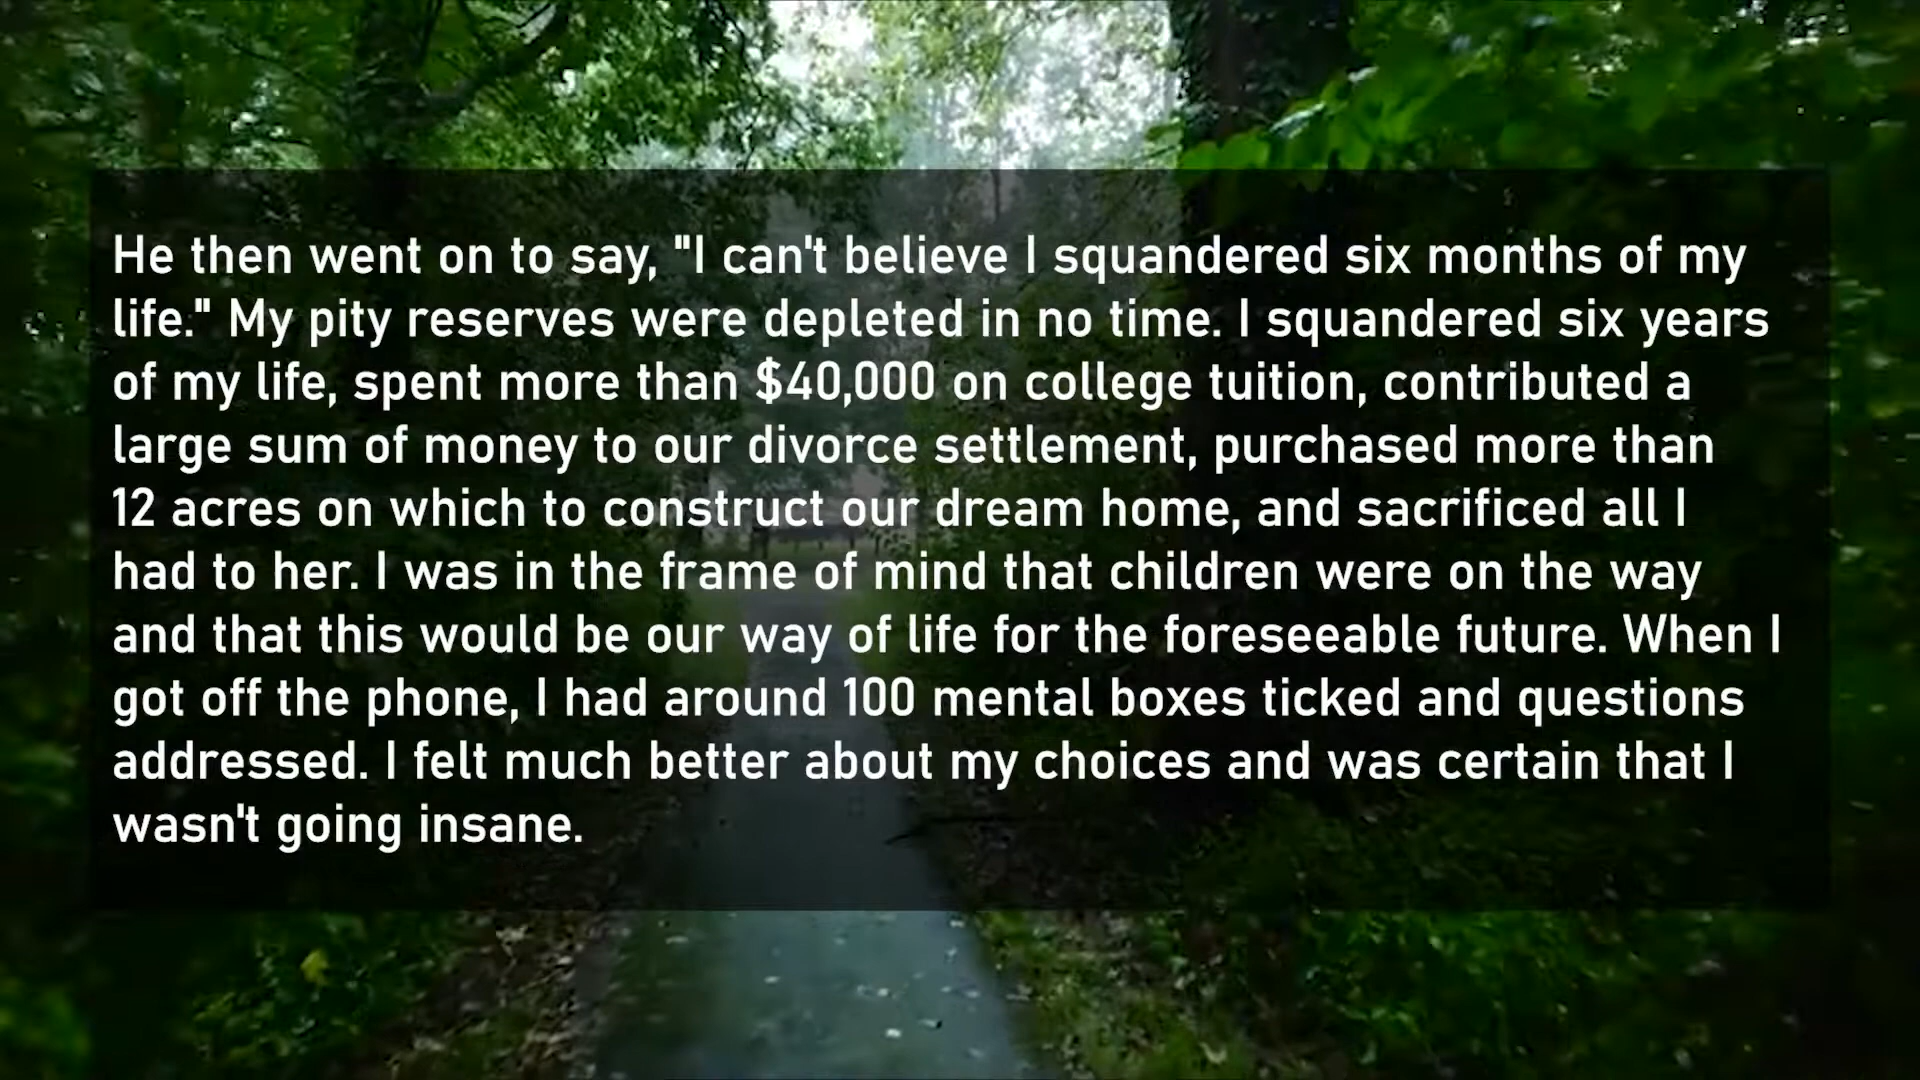 He then went on to say, "I can't believe I squandered six months of my
life." My pity reserves were depleted in no time. I squandered six years
of my life, spent more than $40,000 on college tuition, contributed a
large sum of money to our divorce settlement, purchased more than
12 acres on which to construct our dream home, and sacrificed all I
had to her. I was in the frame of mind that children were on the way
and that this would be our way of life for the foreseeable future. When I
got off the phone, I had around 100 mental boxes ticked and questions
addressed. I felt much better about my choices and was certain that I
wasn't going insane.